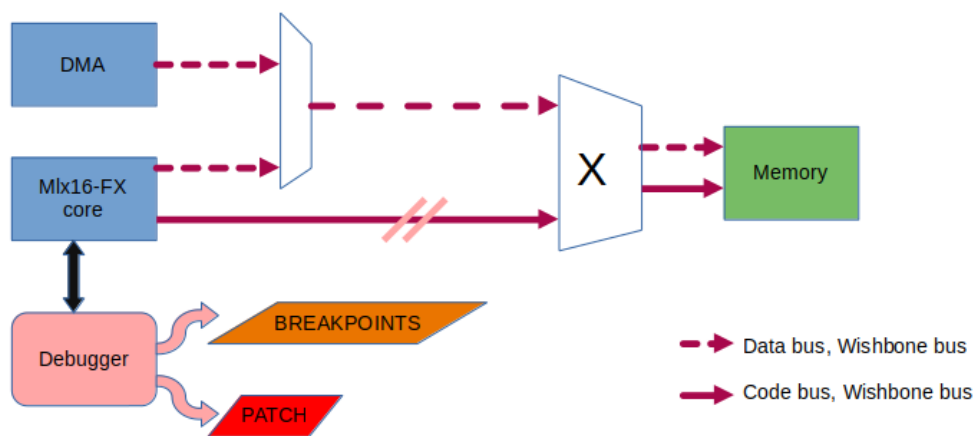 DMA
Mlx16-FX
core
X
Memory
Debugger
BREAKPOINTS
PATCH
Data bus, Wishbone bus
Code bus, Wishbone bus